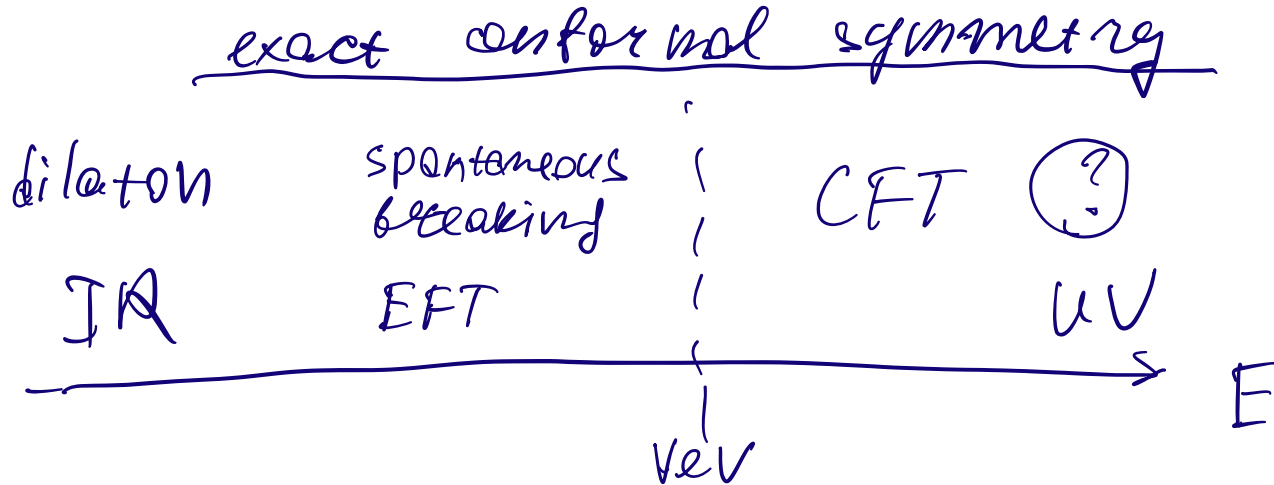 exact conformal symmetry
dilaton spontaneous breaking CFT ?
IR EFT UV
E
vev